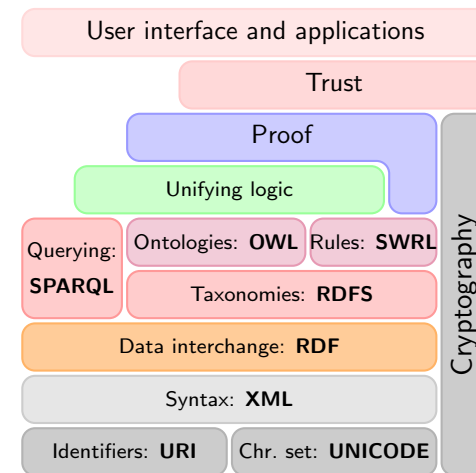 User interface and applications
Trust
Proof
Unifying logic
Querying:
SPARQL
Ontologies: OWL
Rules: SWRL
Taxonomies: RDFS
Data interchange: RDF
Syntax: XML
Identifiers: URI
Chr. set: UNICODE
Cryptography